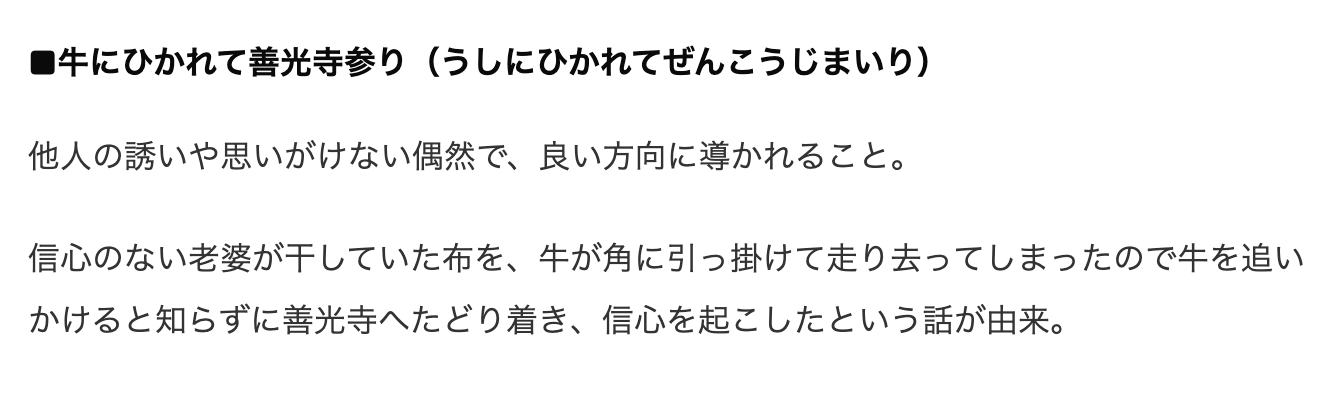 ■牛にひかれて善光寺参り（うしにひかれてぜんこうじまいり）
他人の誘いや思いがけない偶然で、良い方向に導かれること。
信心のない老婆が干していた布を、牛が角に引っ掛けて走り去ってしまったので牛を追い
かけると知らずに善光寺へたどり着き、信心を起こしたという話が由来。